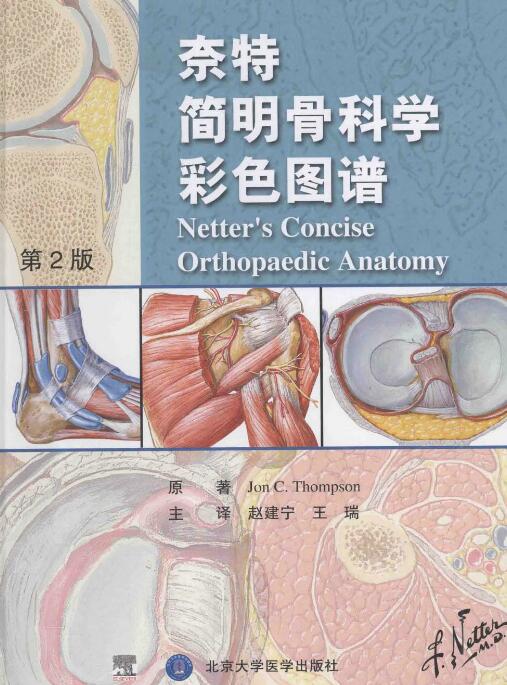 奈特
简明骨科学
彩色图谱
Netter's Concise
Orthopaedic Anatomy
第2版
原 著 Jon C. Thompson
主 译 赵建宁 王 瑞
F. Netter
M.D.
ELSEVIER
北京大学医学出版社